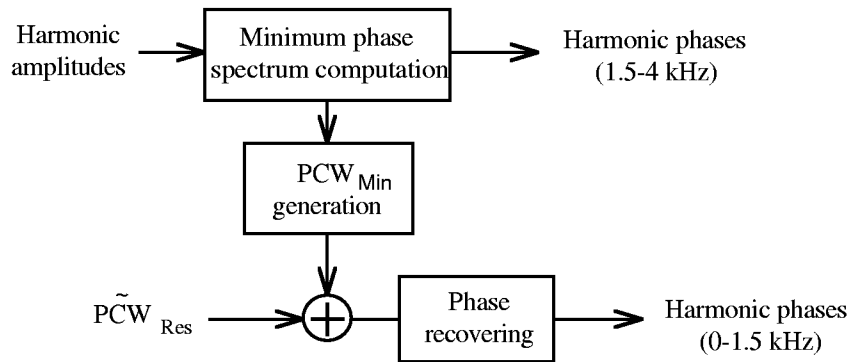 Harmonic
amplitudes
Minimum phase
spectrum computation
Harmonic phases
(1.5-4 kHz)
PCW Min
generation
PC̃W Res
+
Phase
recovering
Harmonic phases
(0-1.5 kHz)